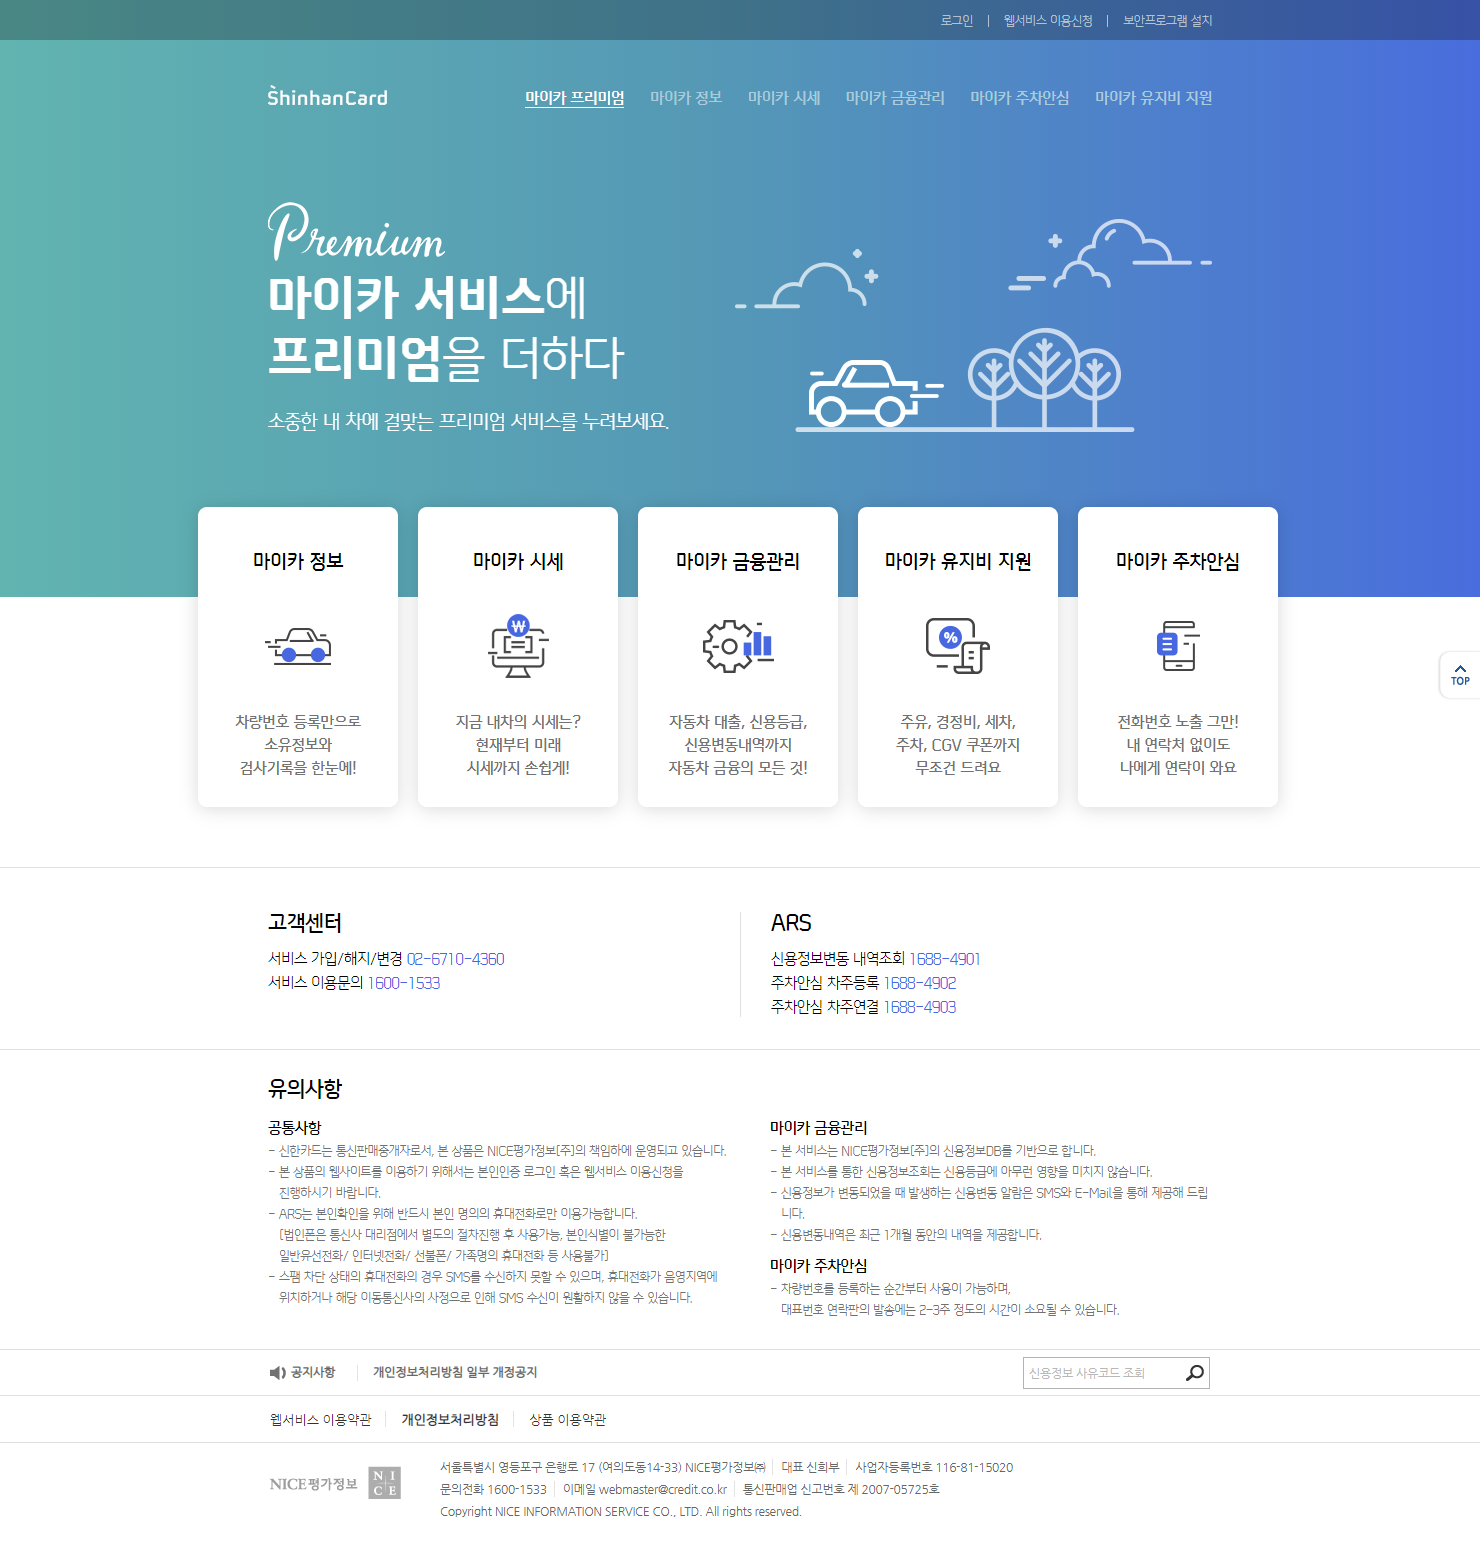 로그인 | 웹서비스 이용신청 | 보안프로그램 설치
ShinhanCard
마이카 프리미엄 마이카 정보 마이카 시세 마이카 금융관리 마이카 주차안심 마이카 유지비 지원
Premium
마이카 서비스에
프리미엄을 더하다
소중한 내 차에 걸맞는 프리미엄 서비스를 누려보세요.
마이카 정보
차량번호 등록만으로
소유정보와
검사기록을 한눈에!
마이카 시세
₩
지금 내차의 시세는?
현재부터 미래
시세까지 손쉽게!
마이카 금융관리
자동차 대출, 신용등급,
신용변동내역까지
자동차 금융의 모든 것!
마이카 유지비 지원
%
주유, 경정비, 세차,
주차, CGV 쿠폰까지
무조건 드려요
마이카 주차안심
전화번호 노출 그만!
내 연락처 없이도
나에게 연락이 와요
TOP
고객센터
서비스 가입/해지/변경 02-6710-4360
서비스 이용문의 1600-1533
ARS
신용정보변동 내역조회 1688-4901
주차안심 차주등록 1688-4902
주차안심 차주연결 1688-4903
유의사항
공통사항
- 신한카드는 통신판매중개자로서, 본 상품은 NICE평가정보[주]의 책임하에 운영되고 있습니다.
- 본 상품의 웹사이트를 이용하기 위해서는 본인인증 로그인 혹은 웹서비스 이용신청을
진행하시기 바랍니다.
- ARS는 본인확인을 위해 반드시 본인 명의의 휴대전화로만 이용가능합니다.
[법인폰은 통신사 대리점에서 별도의 절차진행 후 사용가능, 본인식별이 불가능한
일반유선전화/ 인터넷전화/ 선불폰/ 가족명의 휴대전화 등 사용불가]
- 스팸 차단 상태의 휴대전화의 경우 SMS를 수신하지 못할 수 있으며, 휴대전화가 음영지역에
위치하거나 해당 이동통신사의 사정으로 인해 SMS 수신이 원활하지 않을 수 있습니다.
마이카 금융관리
- 본 서비스는 NICE평가정보[주]의 신용정보DB를 기반으로 합니다.
- 본 서비스를 통한 신용정보조회는 신용등급에 아무런 영향을 미치지 않습니다.
- 신용정보가 변동되었을 때 발생하는 신용변동 알람은 SMS와 E-Mail을 통해 제공해 드립
니다.
- 신용변동내역은 최근 1개월 동안의 내역을 제공합니다.
마이카 주차안심
- 차량번호를 등록하는 순간부터 사용이 가능하며,
대표번호 연락판의 발송에는 2-3주 정도의 시간이 소요될 수 있습니다.
공지사항 개인정보처리방침 일부 개정공지
신용정보 사유코드 조회
웹서비스 이용약관 개인정보처리방침 상품 이용약관
NICE평가정보
NI
CE
서울특별시 영등포구 은행로 17 (여의도동14-33) NICE평가정보㈜ 대표 신희부 사업자등록번호 116-81-15020
문의전화 1600-1533 이메일 webmaster@credit.co.kr 통신판매업 신고번호 제 2007-05725호
Copyright NICE INFORMATION SERVICE CO., LTD. All rights reserved.